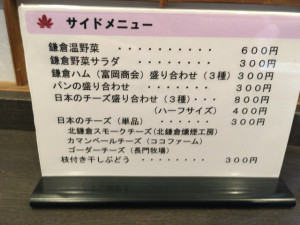 サイドメニュー
鎌倉温野菜 ・・・・・・・・・・ 600円
鎌倉野菜サラダ ・・・・・・・・ 300円
鎌倉ハム（富岡商会）盛り合わせ（３種）300円
パンの盛り合わせ ・・・・・・・ 300円
日本のチーズ盛り合わせ（３種）・・・ 800円
（ハーフサイズ） 400円
日本のチーズ（単品） ・・・・・・ 300円
北鎌倉スモークチーズ（北鎌倉燻煙工房）
カマンベールチーズ（ココファーム）
ゴーダーチーズ（長門牧場）
枝付き干しぶどう ・・・・・・・ 300円